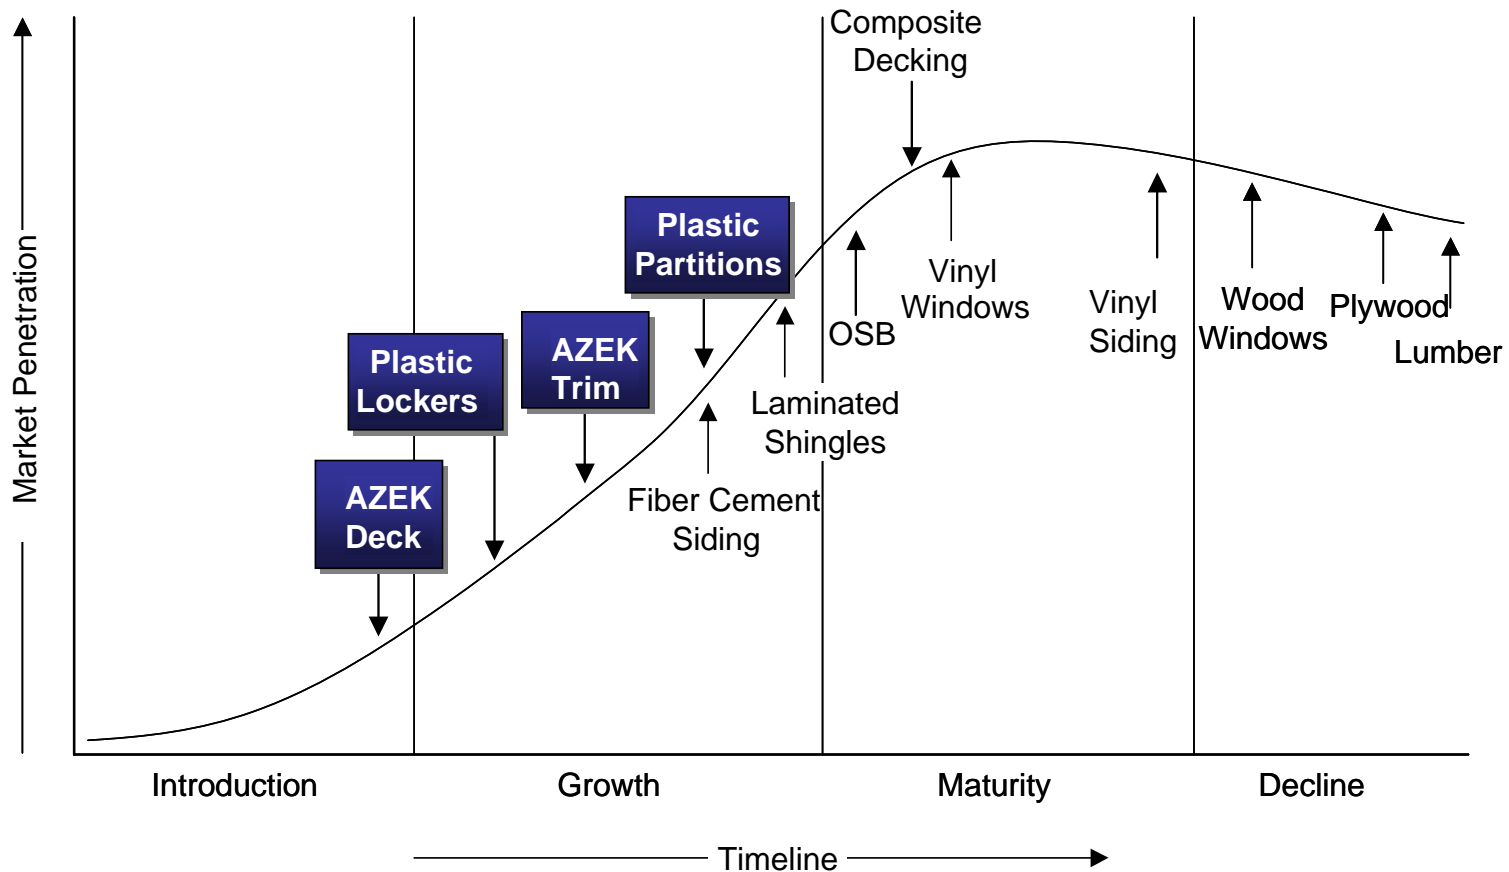 Composite
Decking
Plastic
Partitions
Vinyl
Windows
Vinyl
Siding
Wood
Windows
Plywood
Lumber
OSB
AZEK
Trim
Plastic
Lockers
Laminated
Shingles
AZEK
Deck
Fiber Cement
Siding
Market Penetration
Introduction
Growth
Maturity
Decline
Timeline